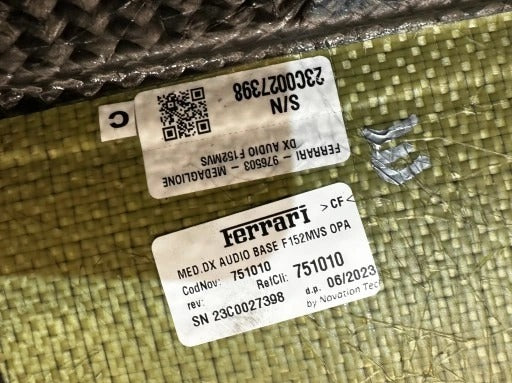 C
S/N
23C0027398
FERRARI - 976503 - MEDAGLIONE
DX AUDIO F152MVS
Ferrari >CF<
MED.DX AUDIO BASE F152MVS OPA
CodNov: 751010 RefCli: 751010
rev: d.p. 06/2023
SN 23C0027398 by Novation Tech